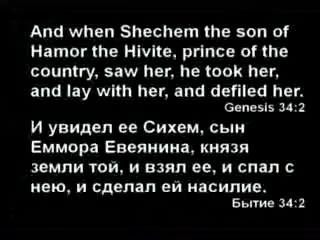 And when Shechem the son of
Hamor the Hivite, prince of the
country, saw her, he took her,
and lay with her, and defiled her.
Genesis 34:2
И увидел ее Сихем, сын
Еммора Евеянина, князя
земли той, и взял ее, и спал с
нею, и сделал ей насилие.
Бытие 34:2